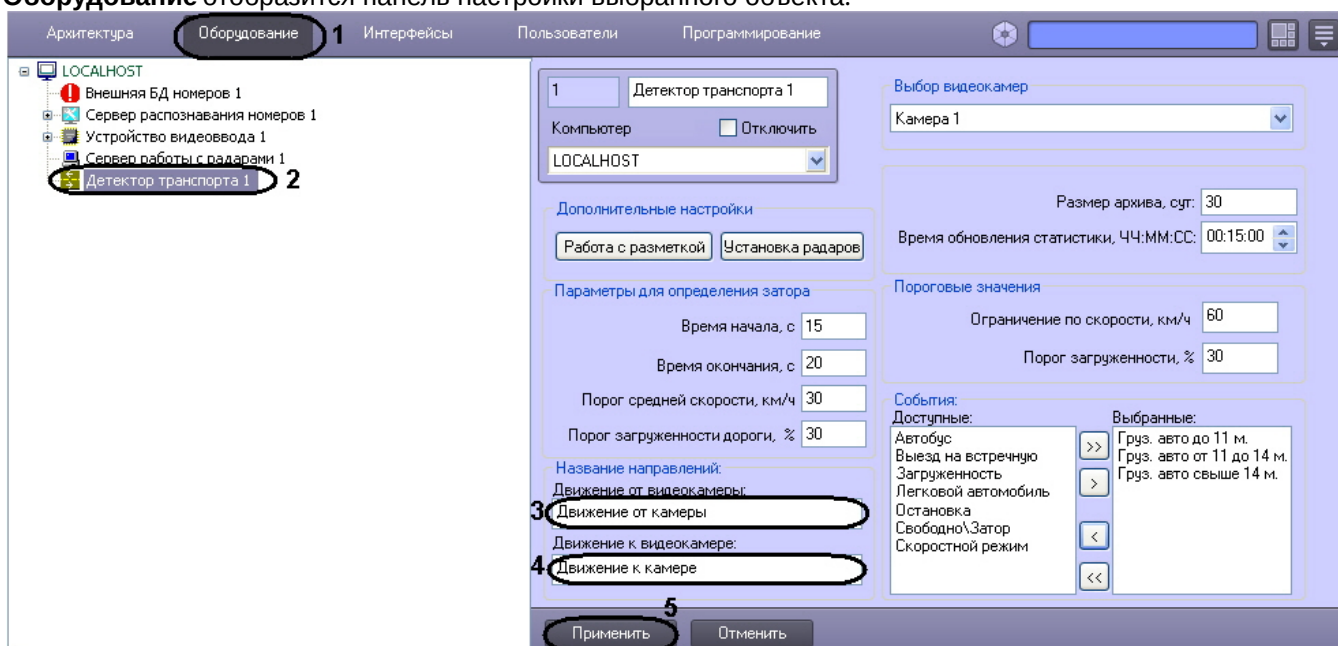 Оборудование отобразится панель настройки выбранного объекта.
Архитектура Оборудование 1 Интерфейсы Пользователи Программирование
LOCALHOST
Внешняя БД номеров 1
Сервер распознавания номеров 1
Устройство видеоввода 1
Сервер работы с радарами 1
Детектор транспорта 1 2
1 Детектор транспорта 1
Компьютер Отключить
LOCALHOST
Дополнительные настройки
Работа с разметкой Установка радаров
Параметры для определения затора
Время начала, с 15
Время окончания, с 20
Порог средней скорости, км/ч 30
Порог загруженности дороги, % 30
Название направлений:
Движение от видеокамеры:
3 Движение от камеры
Движение к видеокамере:
4 Движение к камере
Выбор видеокамер
Камера 1
Размер архива, сут: 30
Время обновления статистики, ЧЧ:ММ:СС: 00:15:00
Пороговые значения
Ограничение по скорости, км/ч 60
Порог загруженности, % 30
События:
Доступные:
Автобус
Выезд на встречную
Загруженность
Легковой автомобиль
Остановка
Свободно\Затор
Скоростной режим
>>
>
<
<<
Выбранные:
Груз. авто до 11 м.
Груз. авто от 11 до 14 м.
Груз. авто свыше 14 м.
5
Применить Отменить